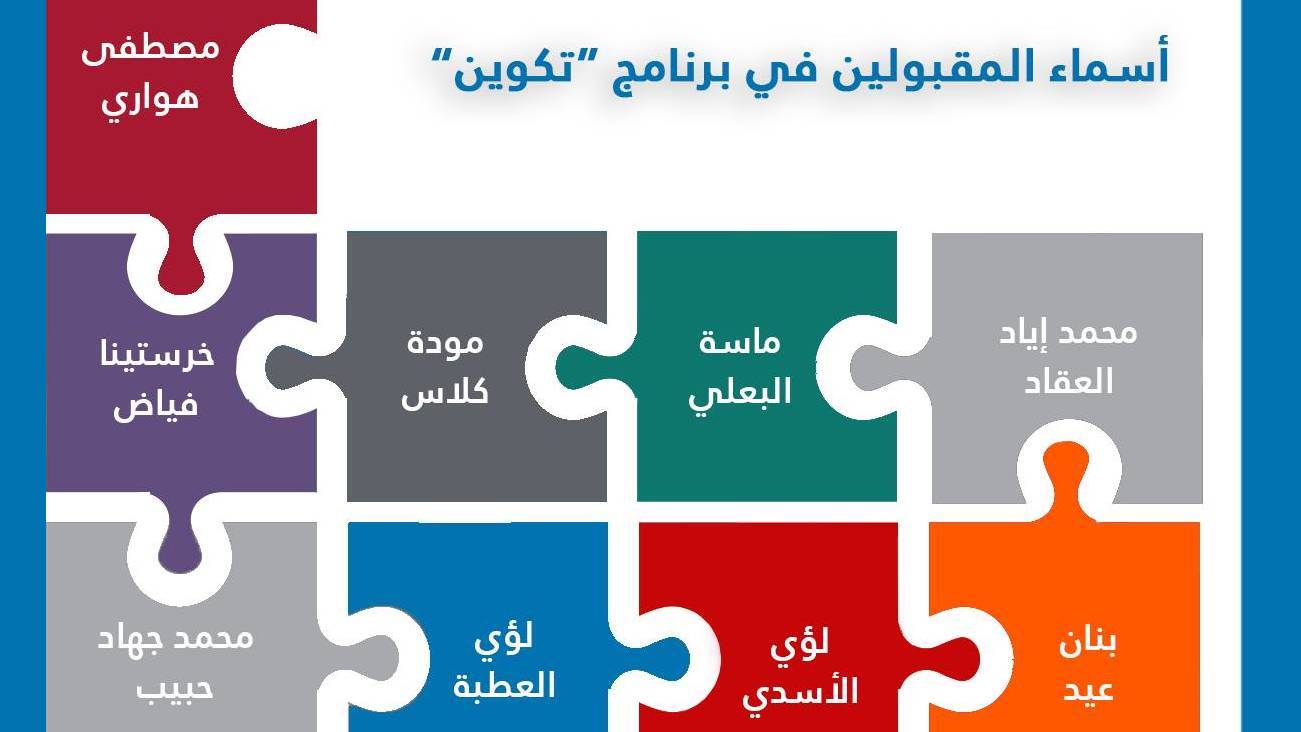 أسماء المقبولين في برنامج ”تكوين“
مصطفى
هواري
محمد إياد
العقاد
ماسة
البعلي
مودة
كلاس
خرستينا
فياض
بنان
عيد
لؤي
الأسدي
لؤي
العطبة
محمد جهاد
حبيب